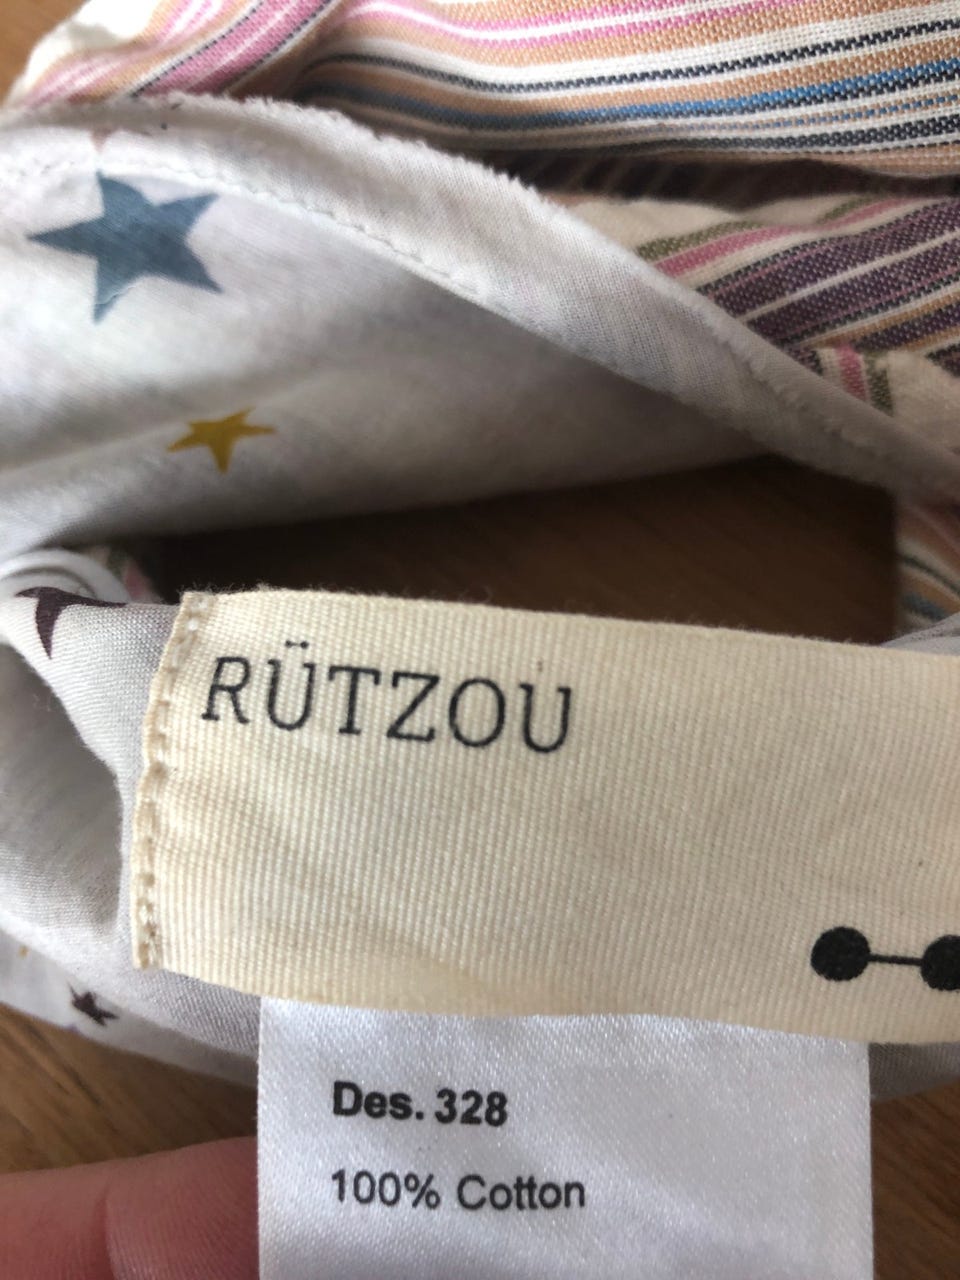 RÜTZOU
Des. 328
100% Cotton